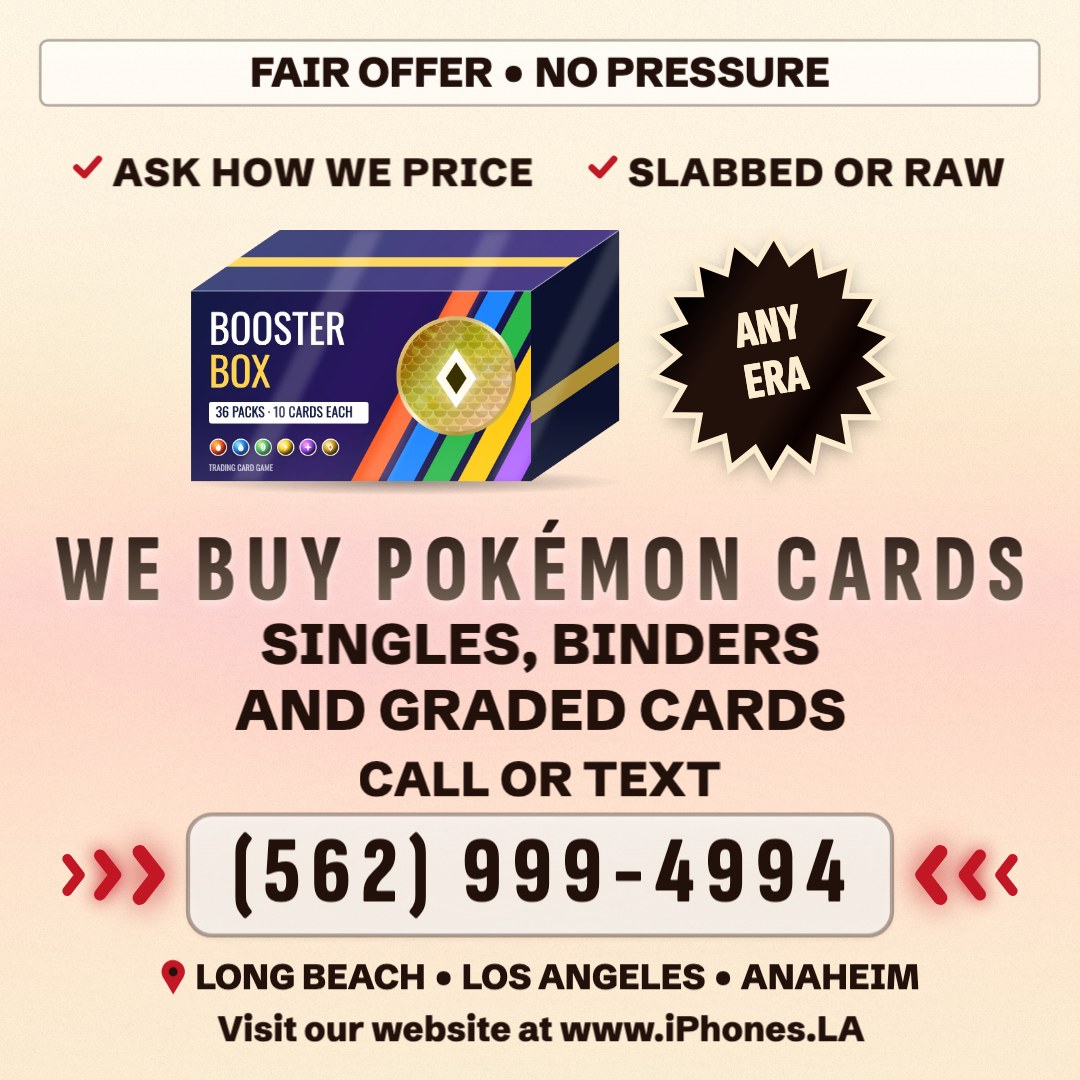 FAIR OFFER • NO PRESSURE
ASK HOW WE PRICE
SLABBED OR RAW
BOOSTER
BOX
36 PACKS · 10 CARDS EACH
TRADING CARD GAME
ANY
ERA
WE BUY POKÉMON CARDS
SINGLES, BINDERS
AND GRADED CARDS
CALL OR TEXT
(562) 999-4994
LONG BEACH • LOS ANGELES • ANAHEIM
Visit our website at www.iPhones.LA